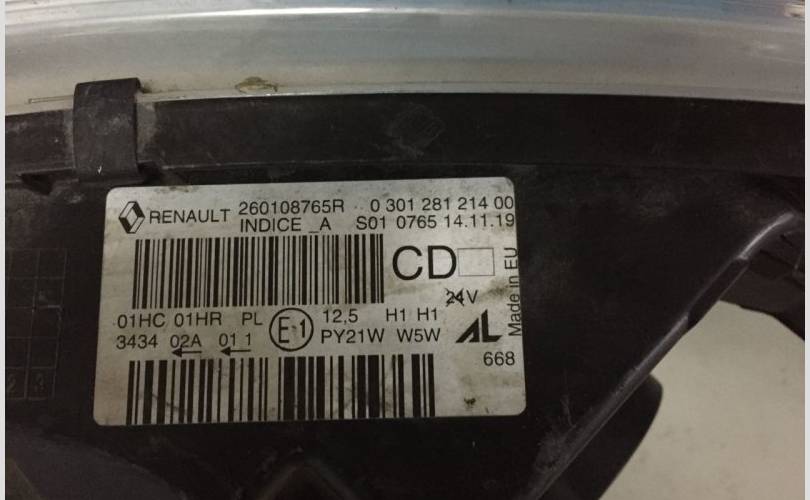 RENAULT 260108765R 0 301 281 214 00
INDICE _A S01 0765 14.11.19
CD
24V
Made in EU
01HC 01HR PL E1 12,5 H1 H1
3434 02A 01 1 PY21W W5W AL
668